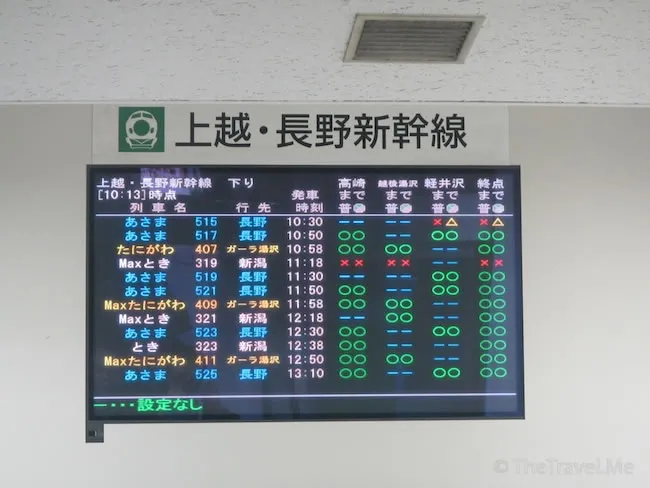 上越・長野新幹線
上越・長野新幹線 下り 高崎 越後湯沢 軽井沢 終点
[10:13]時点 発車 まで まで まで まで
列車名 行先 時刻 普 普 普 普
あさま 515 長野 10:30 -- -- ×△ ×△
あさま 517 長野 10:50 ○○ -- ○○ ○○
たにがわ 407 ガーラ湯沢 10:58 ○○ ○○ -- ○○
Maxとき 319 新潟 11:18 ×× ×× -- ××
あさま 519 長野 11:30 -- -- ○○ ○○
あさま 521 長野 11:50 ○○ -- ○○ ○○
Maxたにがわ 409 ガーラ湯沢 11:58 ○○ ○○ -- ○○
Maxとき 321 新潟 12:18 -- ○○ -- ○○
あさま 523 長野 12:30 ○○ -- ○○ ○○
とき 323 新潟 12:38 ○○ -- -- ○○
Maxたにがわ 411 ガーラ湯沢 12:50 ○○ ○○ -- ○○
あさま 525 長野 13:10 ○○ -- ○○ ○○
-・・・設定なし
© TheTravel.Me